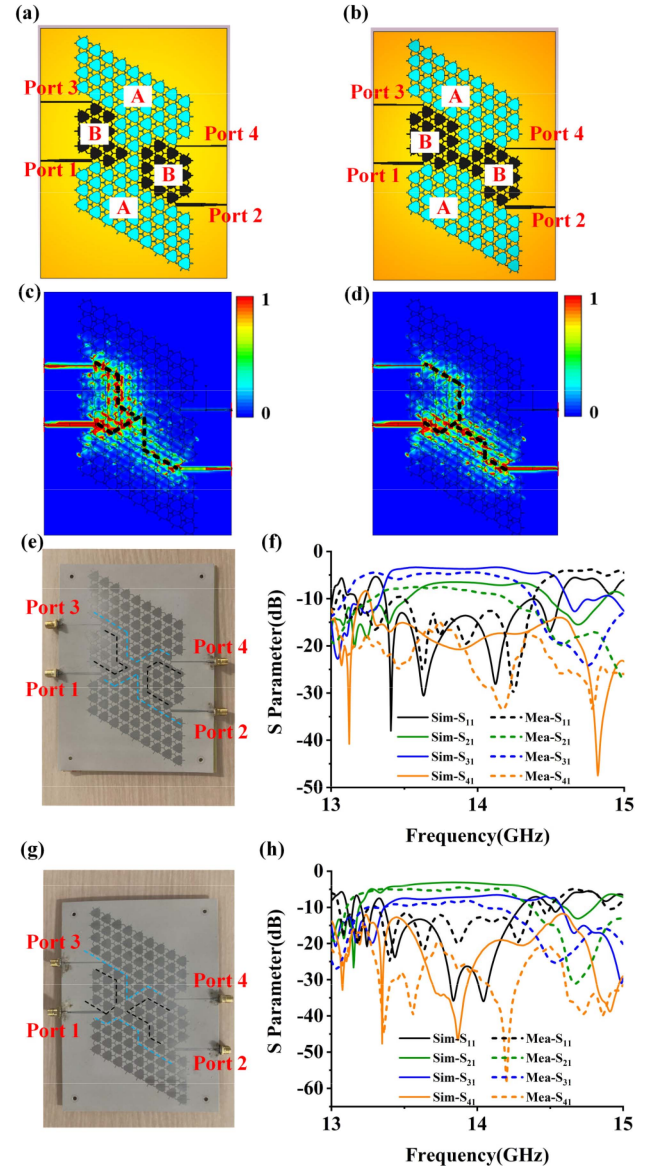 (a)
(b)
Port 3
A
B
Port 4
Port 1
B
A
Port 2
Port 3
A
B
Port 4
Port 1
B
A
Port 2
(c)
1
0
(d)
1
0
(e)
Port 3
Port 4
Port 1
Port 2
(f)
S Parameter(dB)
0
-10
-20
-30
-40
-50
Sim-S11 Mea-S11
Sim-S21 Mea-S21
Sim-S31 Mea-S31
Sim-S41 Mea-S41
13 14 15
Frequency(GHz)
(g)
Port 3
Port 4
Port 1
Port 2
(h)
S Parameter(dB)
0
-10
-20
-30
-40
-50
-60
Sim-S11 Mea-S11
Sim-S21 Mea-S21
Sim-S31 Mea-S31
Sim-S41 Mea-S41
13 14 15
Frequency(GHz)